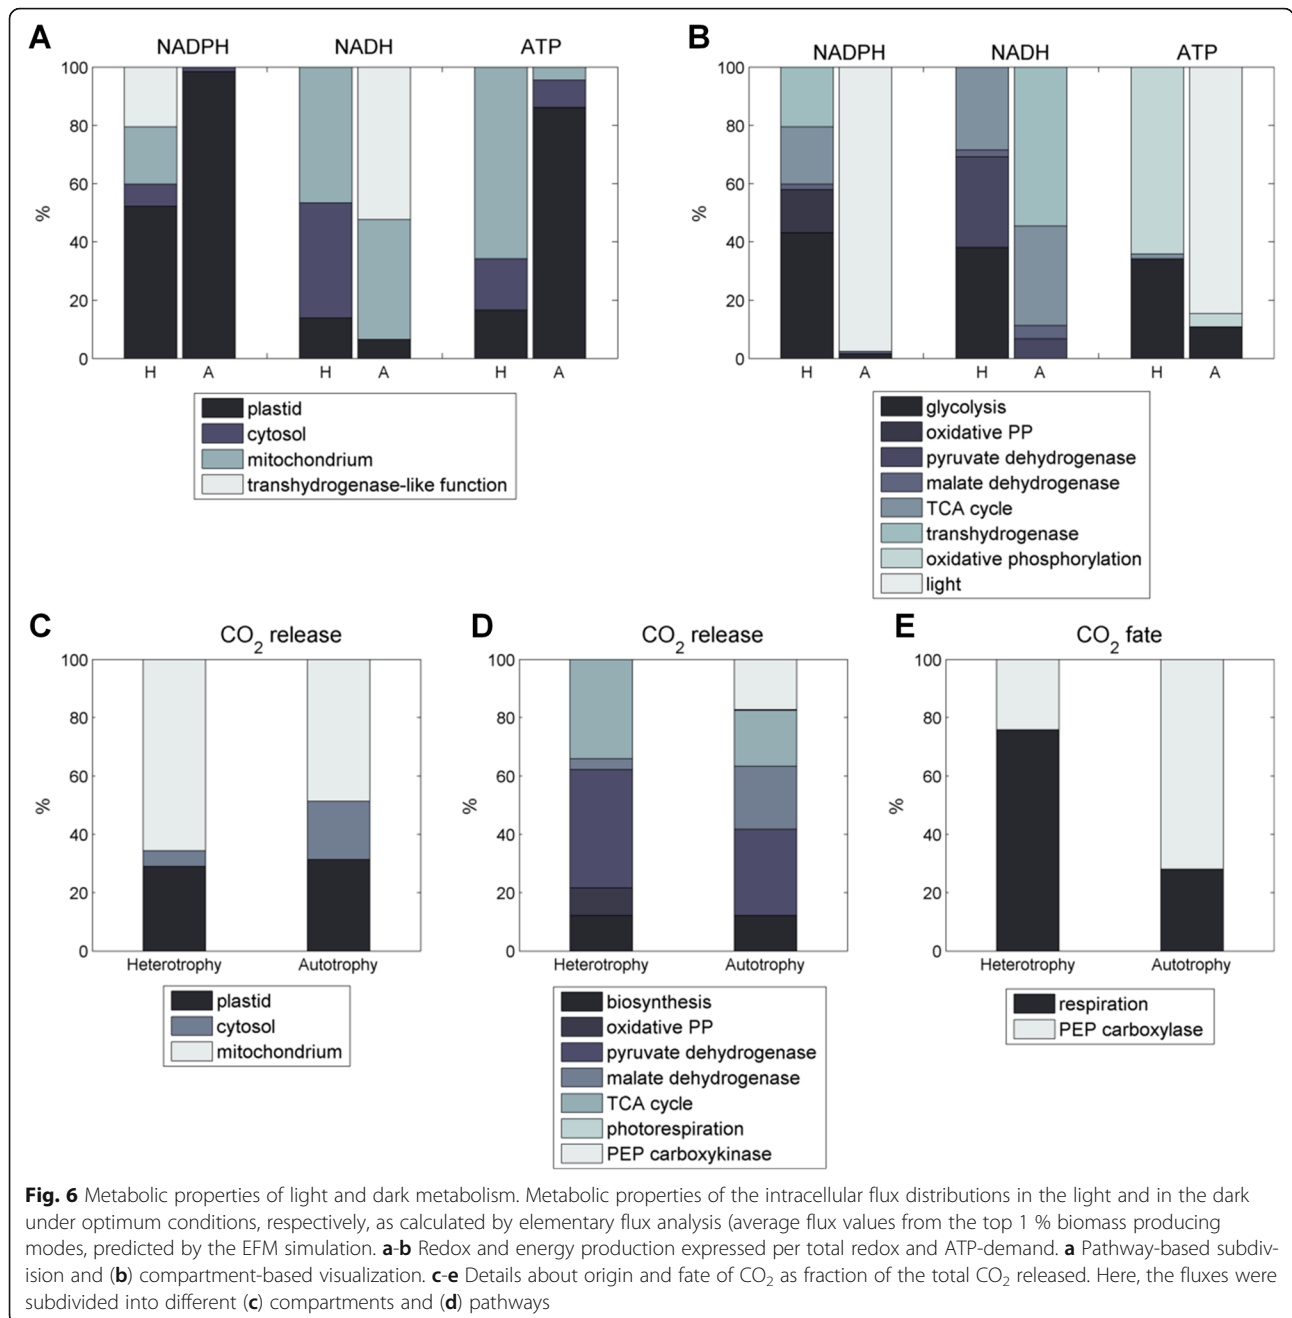 A
NADPH NADH ATP
100
80
60
40
20
0
%
H A H A H A
plastid
cytosol
mitochondrium
transhydrogenase-like function
B
NADPH NADH ATP
100
80
60
40
20
0
%
H A H A H A
glycolysis
oxidative PP
pyruvate dehydrogenase
malate dehydrogenase
TCA cycle
transhydrogenase
oxidative phosphorylation
light
C
CO2 release
100
80
60
40
20
0
%
Heterotrophy Autotrophy
plastid
cytosol
mitochondrium
D
CO2 release
100
80
60
40
20
0
%
Heterotrophy Autotrophy
biosynthesis
oxidative PP
pyruvate dehydrogenase
malate dehydrogenase
TCA cycle
photorespiration
PEP carboxykinase
E
CO2 fate
100
80
60
40
20
0
%
Heterotrophy Autotrophy
respiration
PEP carboxylase
Fig. 6 Metabolic properties of light and dark metabolism. Metabolic properties of the intracellular flux distributions in the light and in the dark
under optimum conditions, respectively, as calculated by elementary flux analysis (average flux values from the top 1 % biomass producing
modes, predicted by the EFM simulation. a-b Redox and energy production expressed per total redox and ATP-demand. a Pathway-based subdiv-
ision and (b) compartment-based visualization. c-e Details about origin and fate of CO2 as fraction of the total CO2 released. Here, the fluxes were
subdivided into different (c) compartments and (d) pathways